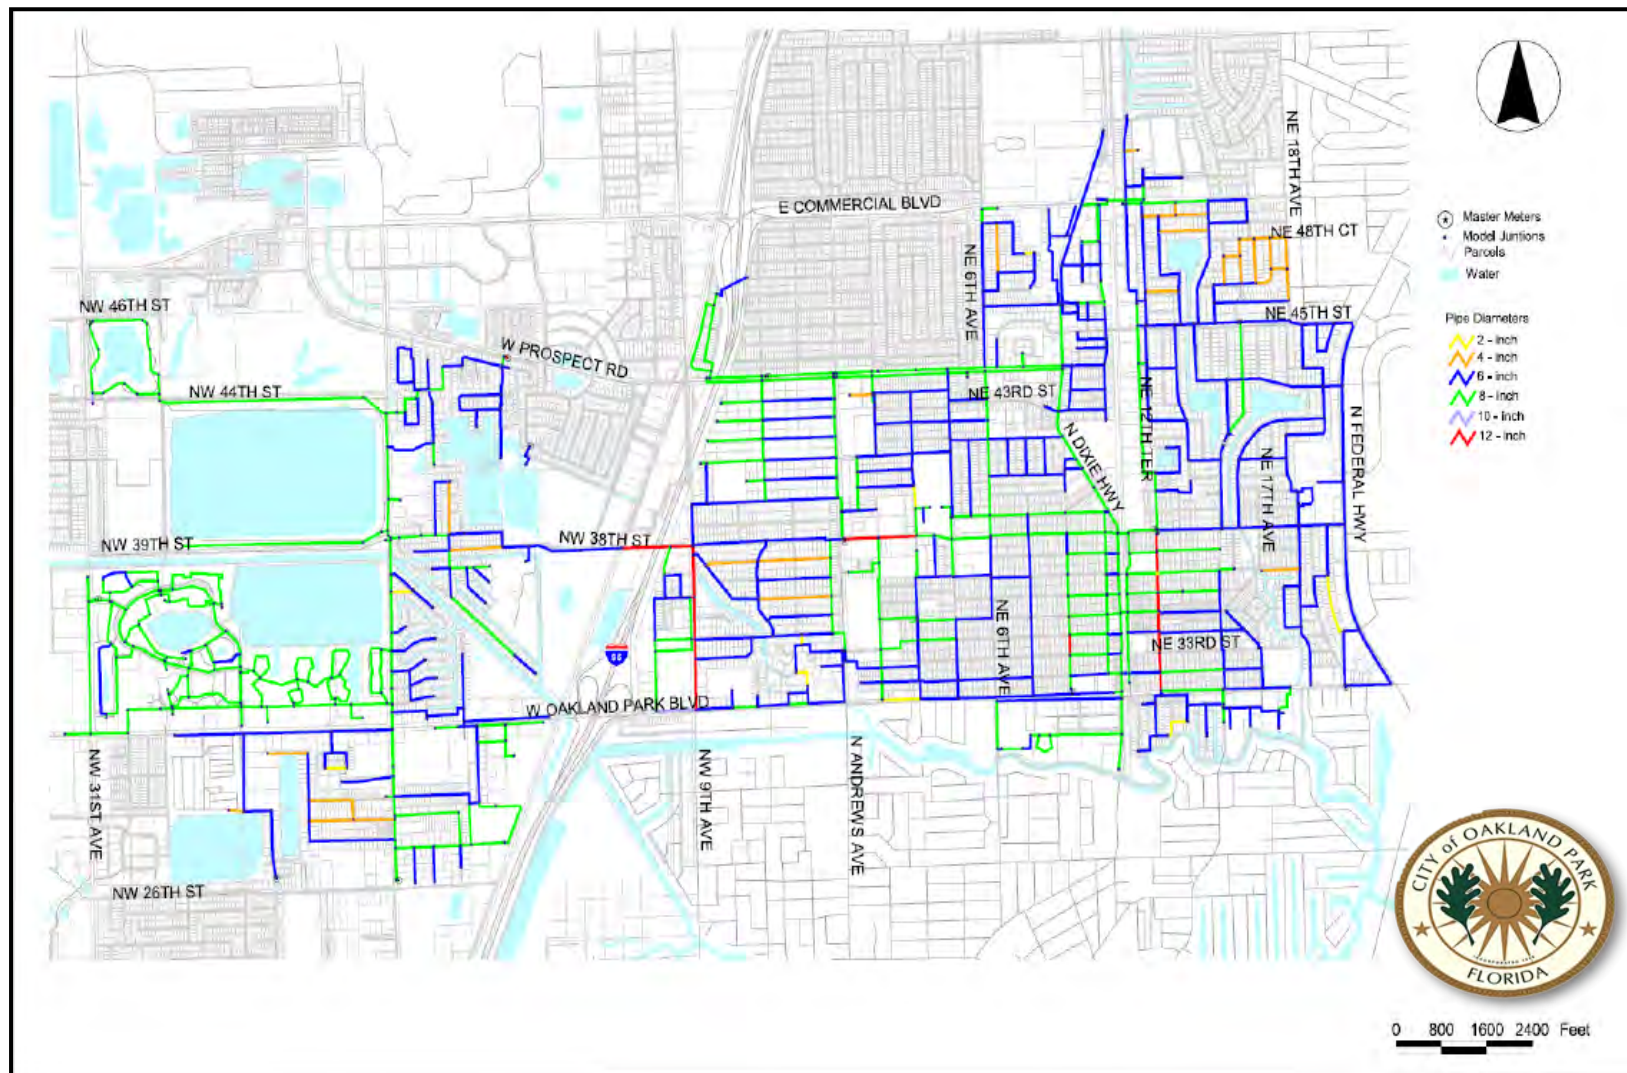 E COMMERCIAL BLVD
NE 18TH AVE
NE 48TH CT
NE 6TH AVE
NW 46TH ST
NE 45TH ST
W PROSPECT RD
NW 44TH ST
NE 43RD ST
NE 12TH TER
N DIXIE HWY
N FEDERAL HWY
NE 17TH AVE
NW 39TH ST
NW 38TH ST
NE 6TH AVE
NE 33RD ST
95
W OAKLAND PARK BLVD
NW 31ST AVE
NW 9TH AVE
N ANDREWS AVE
NW 26TH ST
Master Meters
Model Juntions
Parcels
Water
Pipe Diameters
2 - inch
4 - inch
6 - inch
8 - inch
10 - inch
12 - inch
CITY of OAKLAND PARK
FLORIDA
0 800 1600 2400 Feet